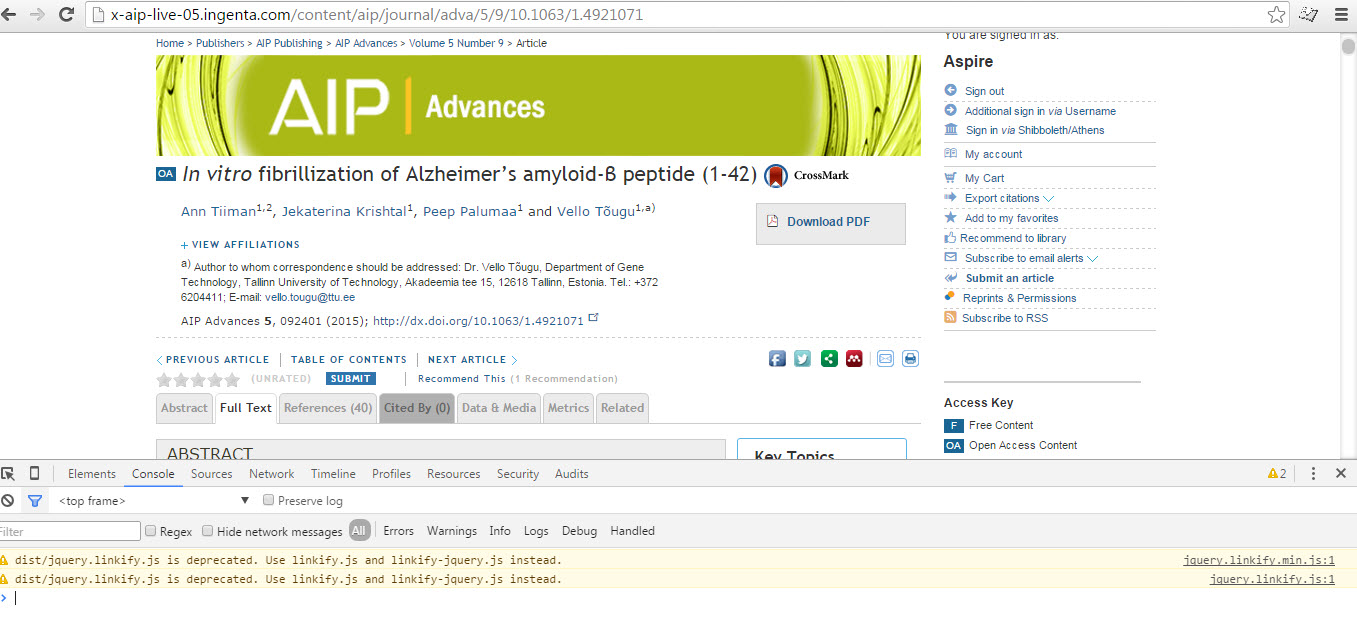 x-aip-live-05.ingenta.com/content/aip/journal/adva/5/9/10.1063/1.4921071
Home > Publishers > AIP Publishing > AIP Advances > Volume 5 Number 9 > Article
AIP | Advances
OA In vitro fibrillization of Alzheimer's amyloid-β peptide (1-42) CrossMark
Ann Tiiman1,2, Jekaterina Krishtal1, Peep Palumaa1 and Vello Tõugu1,a)
Download PDF
+ VIEW AFFILIATIONS
a) Author to whom correspondence should be addressed: Dr. Vello Tõugu, Department of Gene
Technology, Tallinn University of Technology, Akadeemia tee 15, 12618 Tallinn, Estonia. Tel.: +372
6204411; E-mail: vello.tougu@ttu.ee
AIP Advances 5, 092401 (2015); http://dx.doi.org/10.1063/1.4921071
PREVIOUS ARTICLE | TABLE OF CONTENTS | NEXT ARTICLE
(UNRATED) SUBMIT | Recommend This (1 Recommendation)
Abstract Full Text References (40) Cited By (0) Data & Media Metrics Related
ABSTRACT
Key Topics
You are signed in as:
Aspire
Sign out
Additional sign in via Username
Sign in via Shibboleth/Athens
My account
My Cart
Export citations
Add to my favorites
Recommend to library
Subscribe to email alerts
Submit an article
Reprints & Permissions
Subscribe to RSS
Access Key
F Free Content
OA Open Access Content
Elements Console Sources Network Timeline Profiles Resources Security Audits 2
<top frame> Preserve log
Filter Regex Hide network messages All Errors Warnings Info Logs Debug Handled
dist/jquery.linkify.js is deprecated. Use linkify.js and linkify-jquery.js instead. jquery.linkify.min.js:1
dist/jquery.linkify.js is deprecated. Use linkify.js and linkify-jquery.js instead. jquery.linkify.js:1